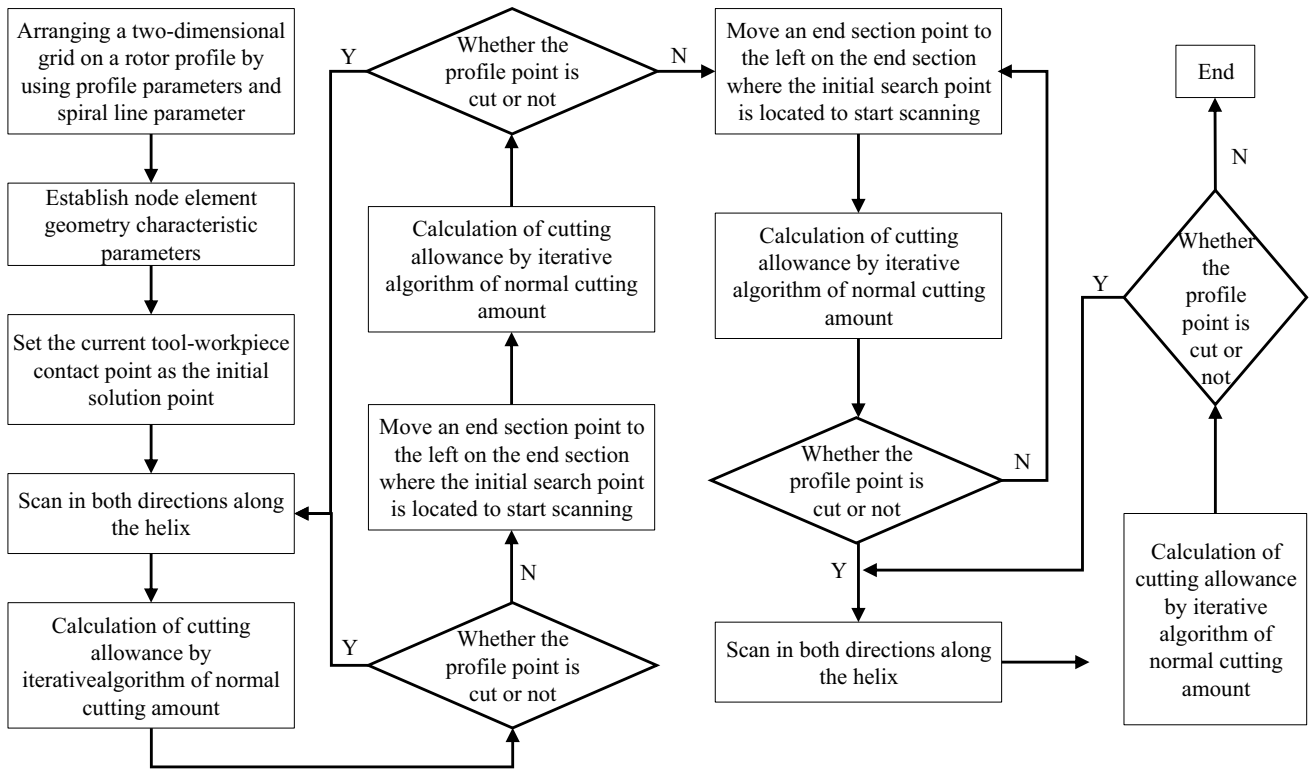 Arranging a two-dimensional
grid on a rotor profile by
using profile parameters and
spiral line parameter
Establish node element
geometry characteristic
parameters
Set the current tool-workpiece
contact point as the initial
solution point
Scan in both directions along
the helix
Calculation of cutting
allowance by
iterativealgorithm of normal
cutting amount
Y
Whether the
profile point is
cut or not
N
Calculation of cutting
allowance by iterative
algorithm of normal cutting
amount
Move an end section point to
the left on the end section
where the initial search point
is located to start scanning
N
Y
Whether the
profile point is
cut or not
Move an end section point to
the left on the end section
where the initial search point
is located to start scanning
Calculation of cutting
allowance by iterative
algorithm of normal cutting
amount
Whether the
profile point is
cut or not
N
Y
Scan in both directions along
the helix
End
N
Whether
the
profile
point is
cut or
not
Y
Calculation of
cutting allowance
by iterative
algorithm of
normal cutting
amount